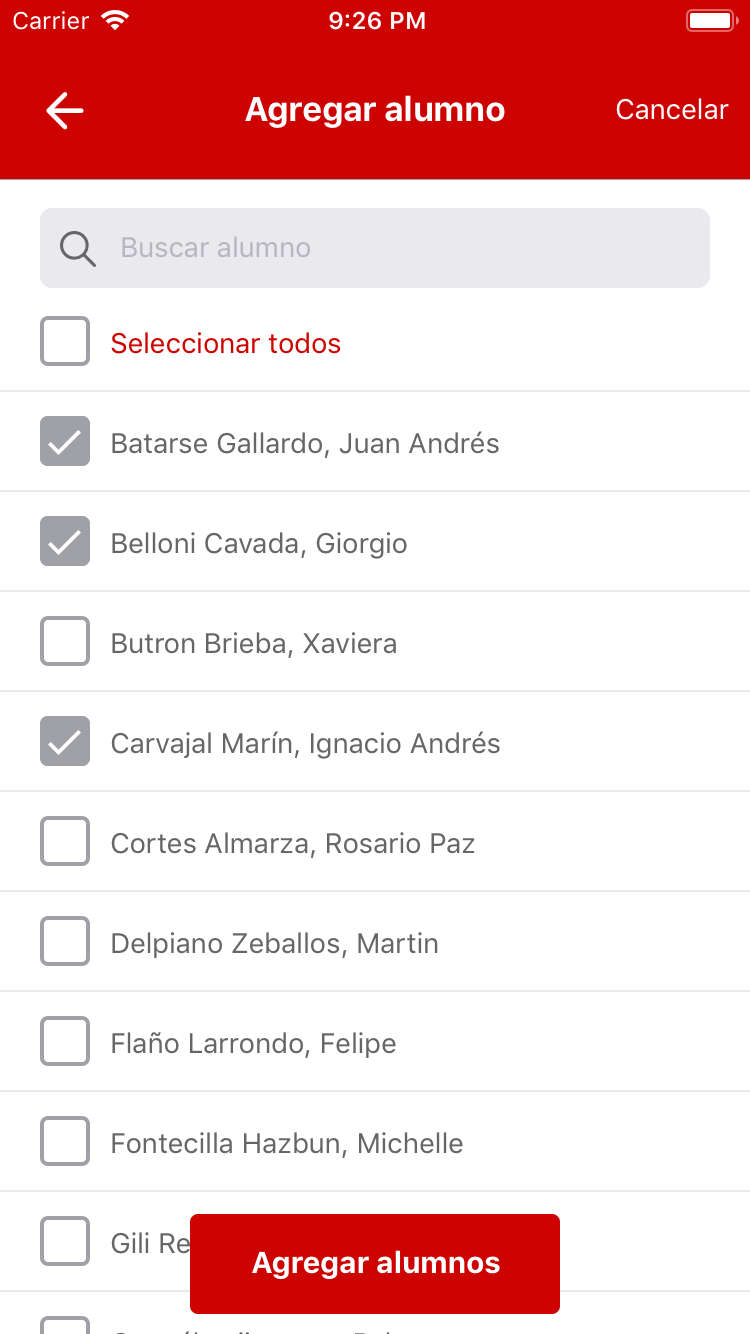 Carrier 9:26 PM
Agregar alumno Cancelar
Buscar alumno
Seleccionar todos
Batarse Gallardo, Juan Andrés
Belloni Cavada, Giorgio
Butron Brieba, Xaviera
Carvajal Marín, Ignacio Andrés
Cortes Almarza, Rosario Paz
Delpiano Zeballos, Martin
Flaño Larrondo, Felipe
Fontecilla Hazbun, Michelle
Gili
Agregar alumnos